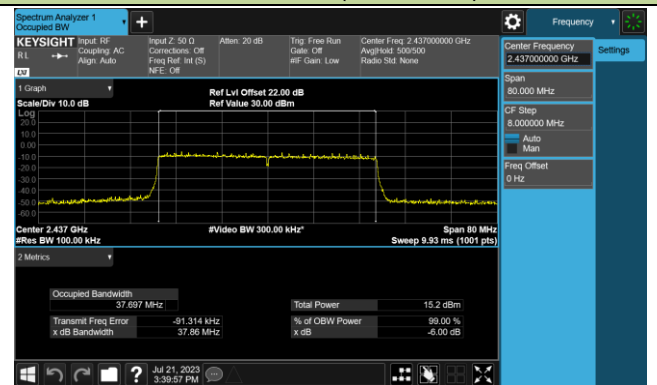 Spectrum Analyzer 1
Occupied BW
+
Frequency
KEYSIGHT
RL
LXI
Input: RF
Coupling: AC
Align: Auto
Input Z: 50 Ω
Corrections: Off
Freq Ref: Int (S)
NFE: Off
Atten: 20 dB
Trig: Free Run
Gate: Off
#IF Gain: Low
Center Freq: 2.437000000 GHz
Avg|Hold: 500/500
Radio Std: None
Center Frequency
2.437000000 GHz
Settings
Span
80.000 MHz
CF Step
8.000000 MHz
Auto
Man
Freq Offset
0 Hz
1 Graph
Scale/Div 10.0 dB
Ref Lvl Offset 22.00 dB
Ref Value 30.00 dBm
Log
20.0
10.0
0.00
-10.0
-20.0
-30.0
-40.0
-50.0
-60.0
Center 2.437 GHz
#Video BW 300.00 kHz*
Span 80 MHz
#Res BW 100.00 kHz
Sweep 9.93 ms (1001 pts)
2 Metrics
Occupied Bandwidth
37.697 MHz
Total Power 15.2 dBm
Transmit Freq Error -91.314 kHz
% of OBW Power 99.00 %
x dB Bandwidth 37.86 MHz
x dB -6.00 dB
?
Jul 21, 2023
3:39:57 PM